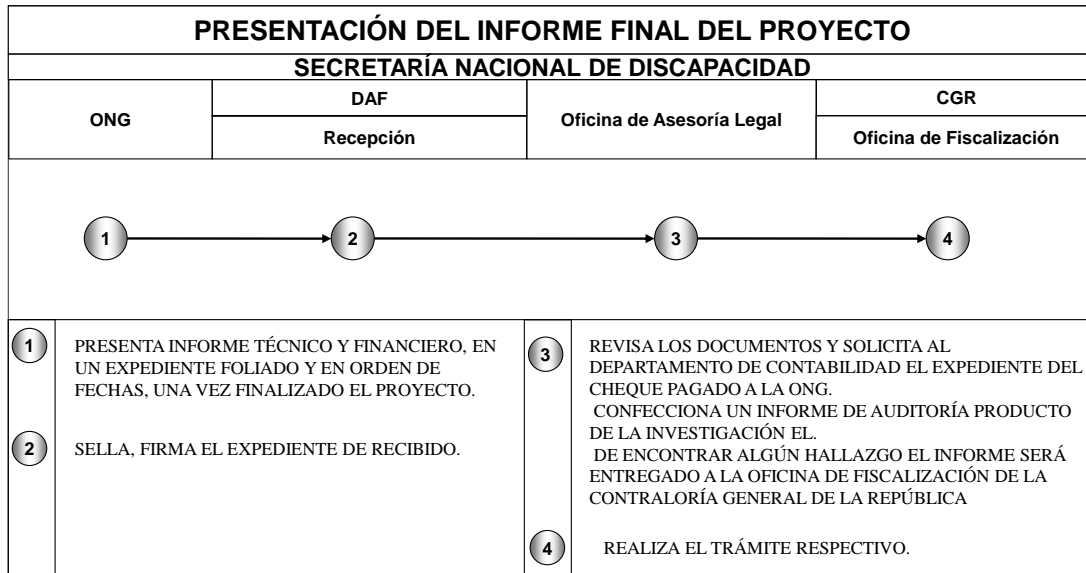 PRESENTACIÓN DEL INFORME FINAL DEL PROYECTO
SECRETARÍA NACIONAL DE DISCAPACIDAD
ONG
DAF
Recepción
Oficina de Asesoría Legal
CGR
Oficina de Fiscalización
1
2
3
4
1
PRESENTA INFORME TÉCNICO Y FINANCIERO, EN
UN EXPEDIENTE FOLIADO Y EN ORDEN DE
FECHAS, UNA VEZ FINALIZADO EL PROYECTO.
2
SELLA, FIRMA EL EXPEDIENTE DE RECIBIDO.
3
REVISA LOS DOCUMENTOS Y SOLICITA AL
DEPARTAMENTO DE CONTABILIDAD EL EXPEDIENTE DEL
CHEQUE PAGADO A LA ONG.
CONFECCIONA UN INFORME DE AUDITORÍA PRODUCTO
DE LA INVESTIGACIÓN EL.
DE ENCONTRAR ALGÚN HALLAZGO EL INFORME SERÁ
ENTREGADO A LA OFICINA DE FISCALIZACIÓN DE LA
CONTRALORÍA GENERAL DE LA REPÚBLICA
4
REALIZA EL TRÁMITE RESPECTIVO.